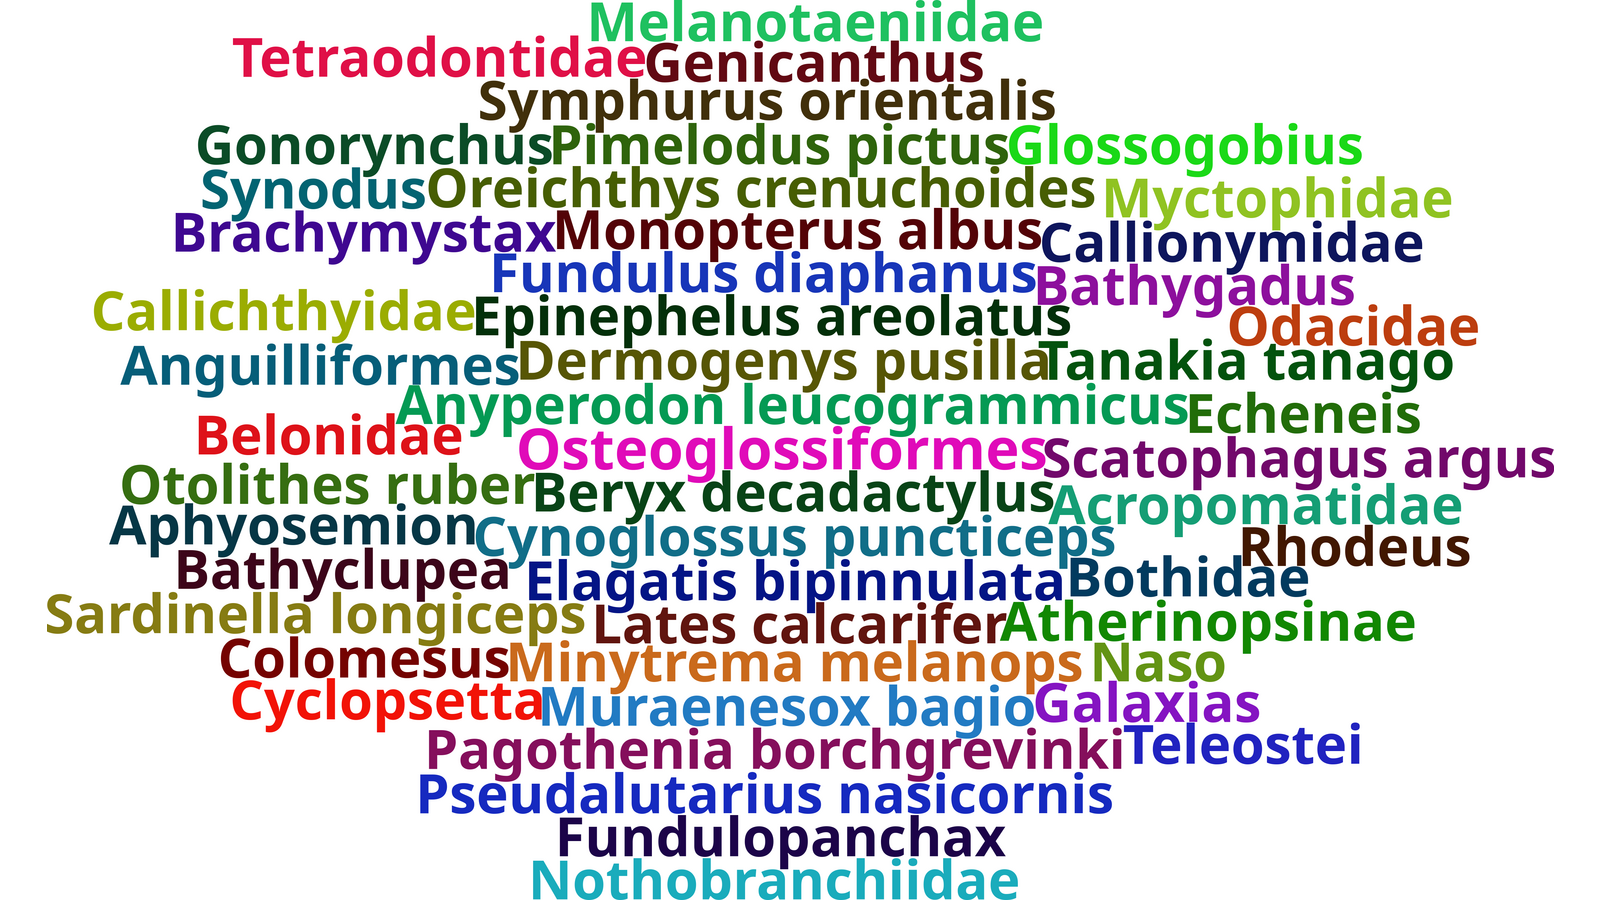 Melanotaeniidae
Tetraodontidae Genicanthus
Symphurus orientalis
Gonorynchus Pimelodus pictus Glossogobius
Synodus Oreichthys crenuchoides Myctophidae
Brachymystax Monopterus albus Callionymidae
Fundulus diaphanus Bathygadus
Callichthyidae Epinephelus areolatus Odacidae
Anguilliformes Dermogenys pusilla Tanakia tanago
Anyperodon leucogrammicus Echeneis
Belonidae Osteoglossiformes Scatophagus argus
Otolithes ruber Beryx decadactylus Acropomatidae
Aphyosemion Cynoglossus puncticeps Rhodeus
Bathyclupea Elagatis bipinnulata Bothidae
Sardinella longiceps Lates calcarifer Atherinopsinae
Colomesus Minytrema melanops Naso
Cyclopsetta Muraenesox bagio Galaxias
Pagothenia borchgrevinki Teleostei
Pseudalutarius nasicornis
Fundulopanchax
Nothobranchiidae